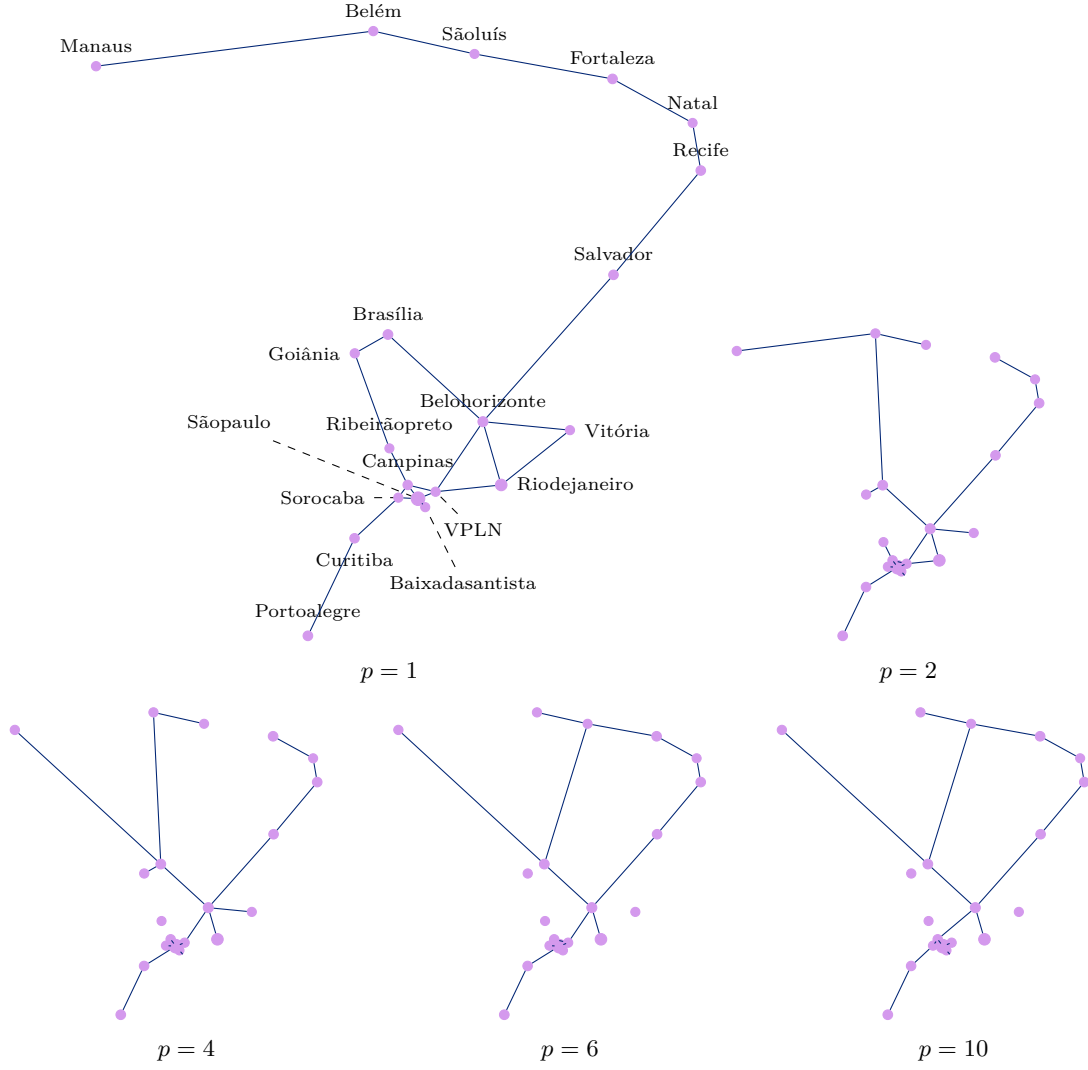 Belém
Manaus
Sãoluís
Fortaleza
Natal
Recife
Salvador
Brasília
Goiânia
Belohorizonte
Sãopaulo
Ribeirãopreto
Vitória
Campinas
Riodejaneiro
Sorocaba
VPLN
Curitiba
Baixadasantista
Portoalegre
p = 1
p = 2
p = 4
p = 6
p = 10